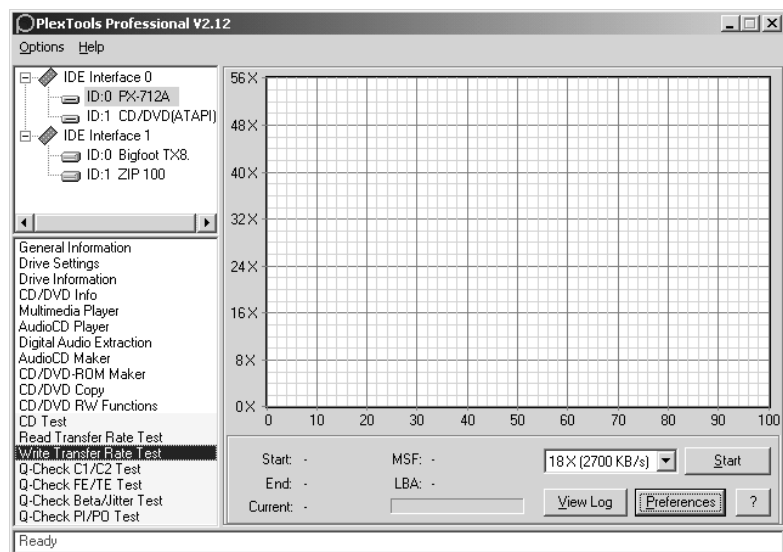 PlexTools Professional V2.12
Options Help
IDE Interface 0
ID:0 PX-712A
ID:1 CD/DVD(ATAPI)
IDE Interface 1
ID:0 Bigfoot TX8.
ID:1 ZIP 100
General Information
Drive Settings
Drive Information
CD/DVD Info
Multimedia Player
AudioCD Player
Digital Audio Extraction
AudioCD Maker
CD/DVD-ROM Maker
CD/DVD Copy
CD/DVD RW Functions
CD Test
Read Transfer Rate Test
Write Transfer Rate Test
Q-Check C1/C2 Test
Q-Check FE/TE Test
Q-Check Beta/Jitter Test
Q-Check PI/PO Test
56X
48X
40X
32X
24X
16X
8X
0X
0 10 20 30 40 50 60 70 80 90 100
Start: - MSF: - 18X (2700 KB/s) Start
End: - LBA: -
Current: - View Log Preferences ?
Ready